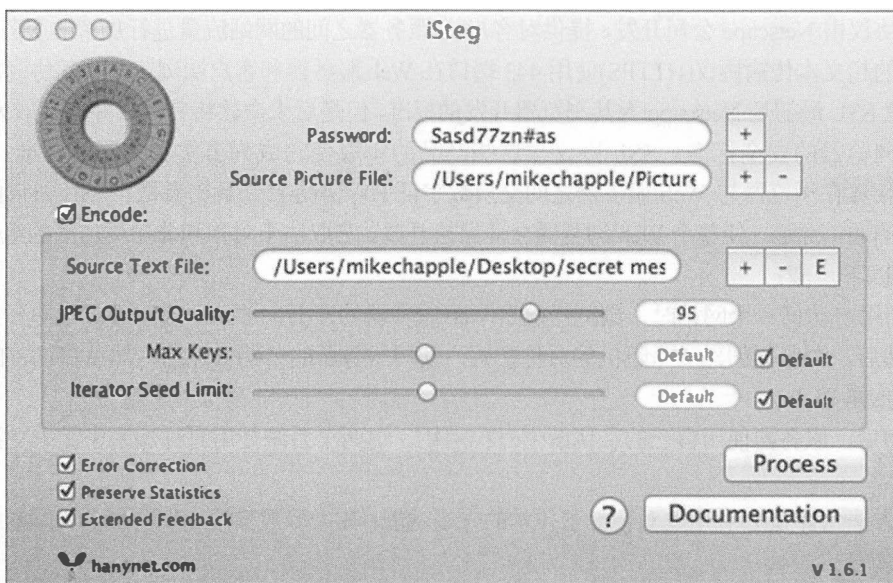 iSteg
Password: Sasd77zn#as +
Source Picture File: /Users/mikechapple/Picture + -
Encode:
Source Text File: /Users/mikechapple/Desktop/secret mes + - E
JPEG Output Quality: 95
Max Keys: Default Default
Iterator Seed Limit: Default Default
Error Correction
Preserve Statistics
Extended Feedback
Process
? Documentation
hanynet.com
V 1.6.1